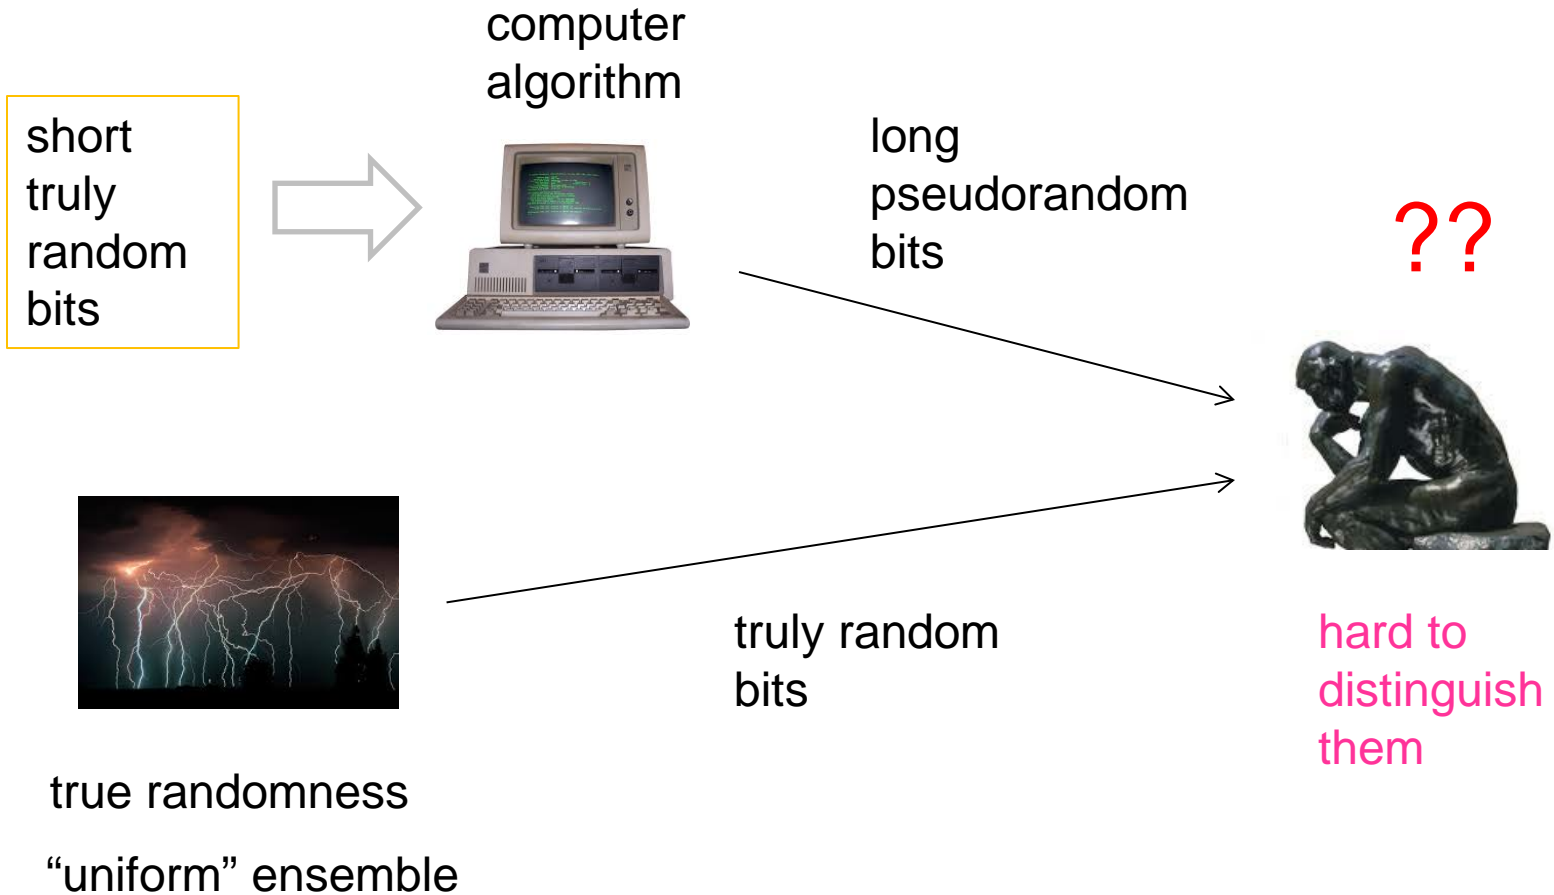 computer
algorithm
short
truly
random
bits
long
pseudorandom
bits
??
truly random
bits
hard to
distinguish
them
true randomness
“uniform” ensemble